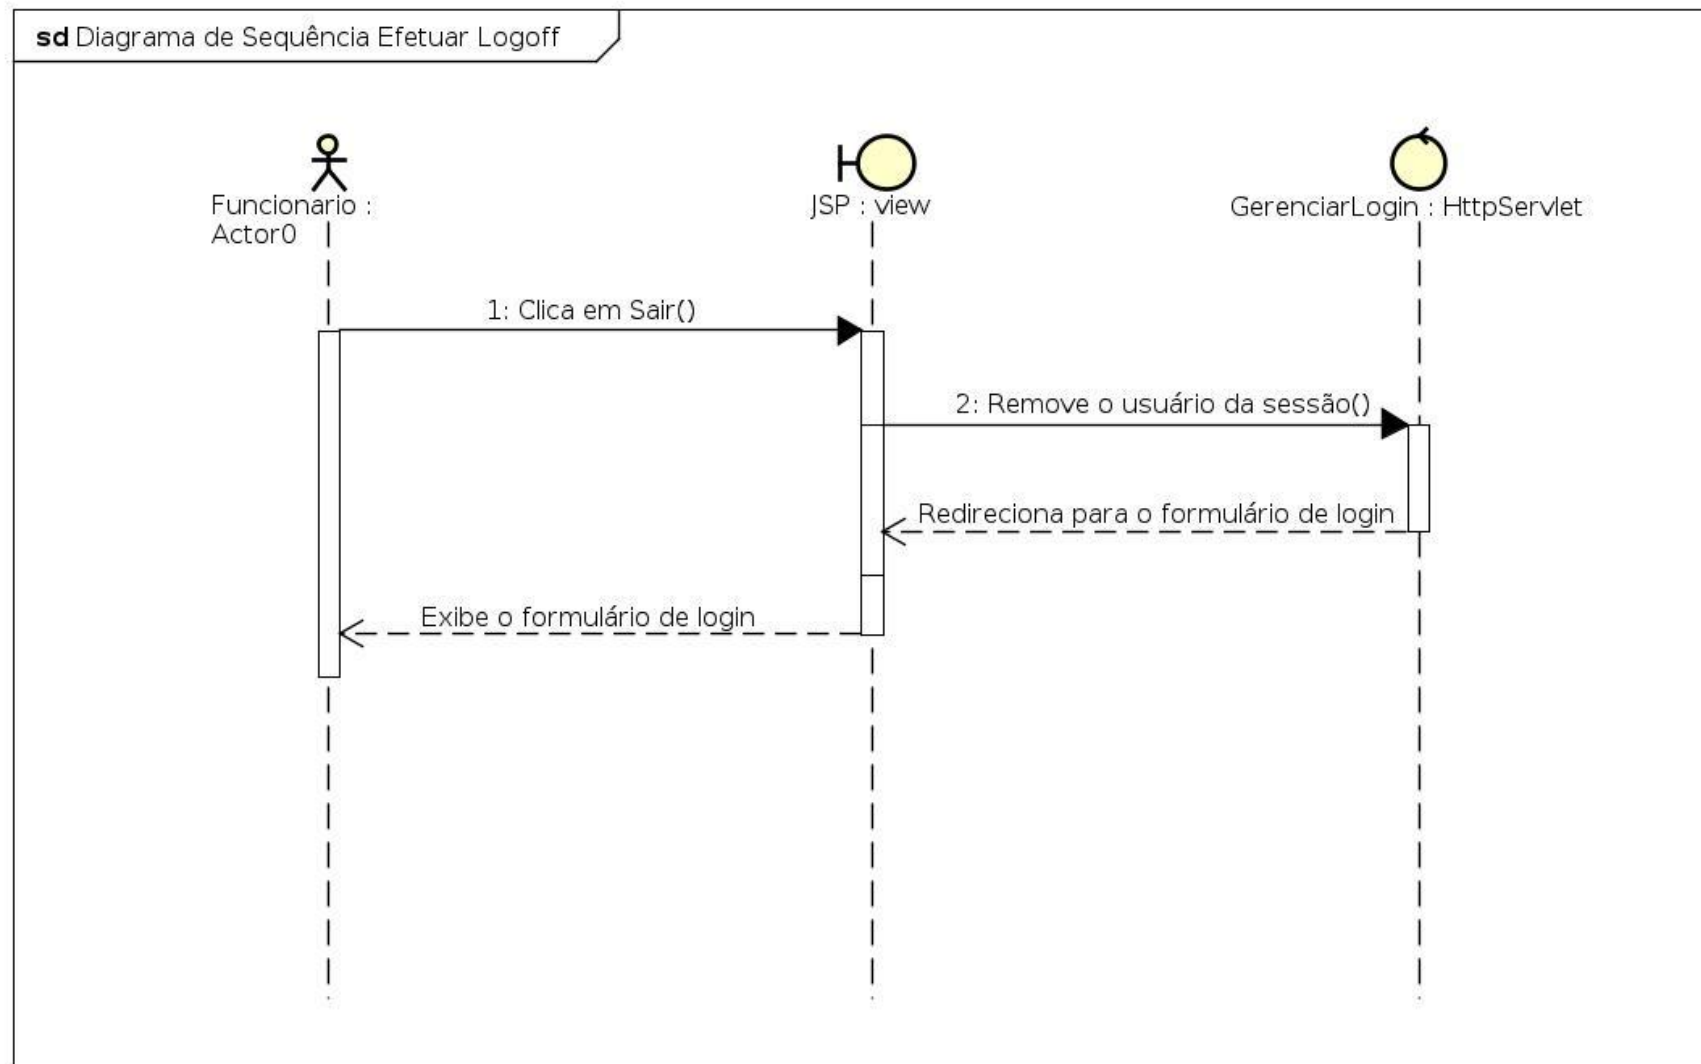 sd Diagrama de Sequência Efetuar Logoff
Funcionario :
Actor0
JSP : view
GerenciarLogin : HttpServlet
1: Clica em Sair()
2: Remove o usuário da sessão()
Redireciona para o formulário de login
Exibe o formulário de login